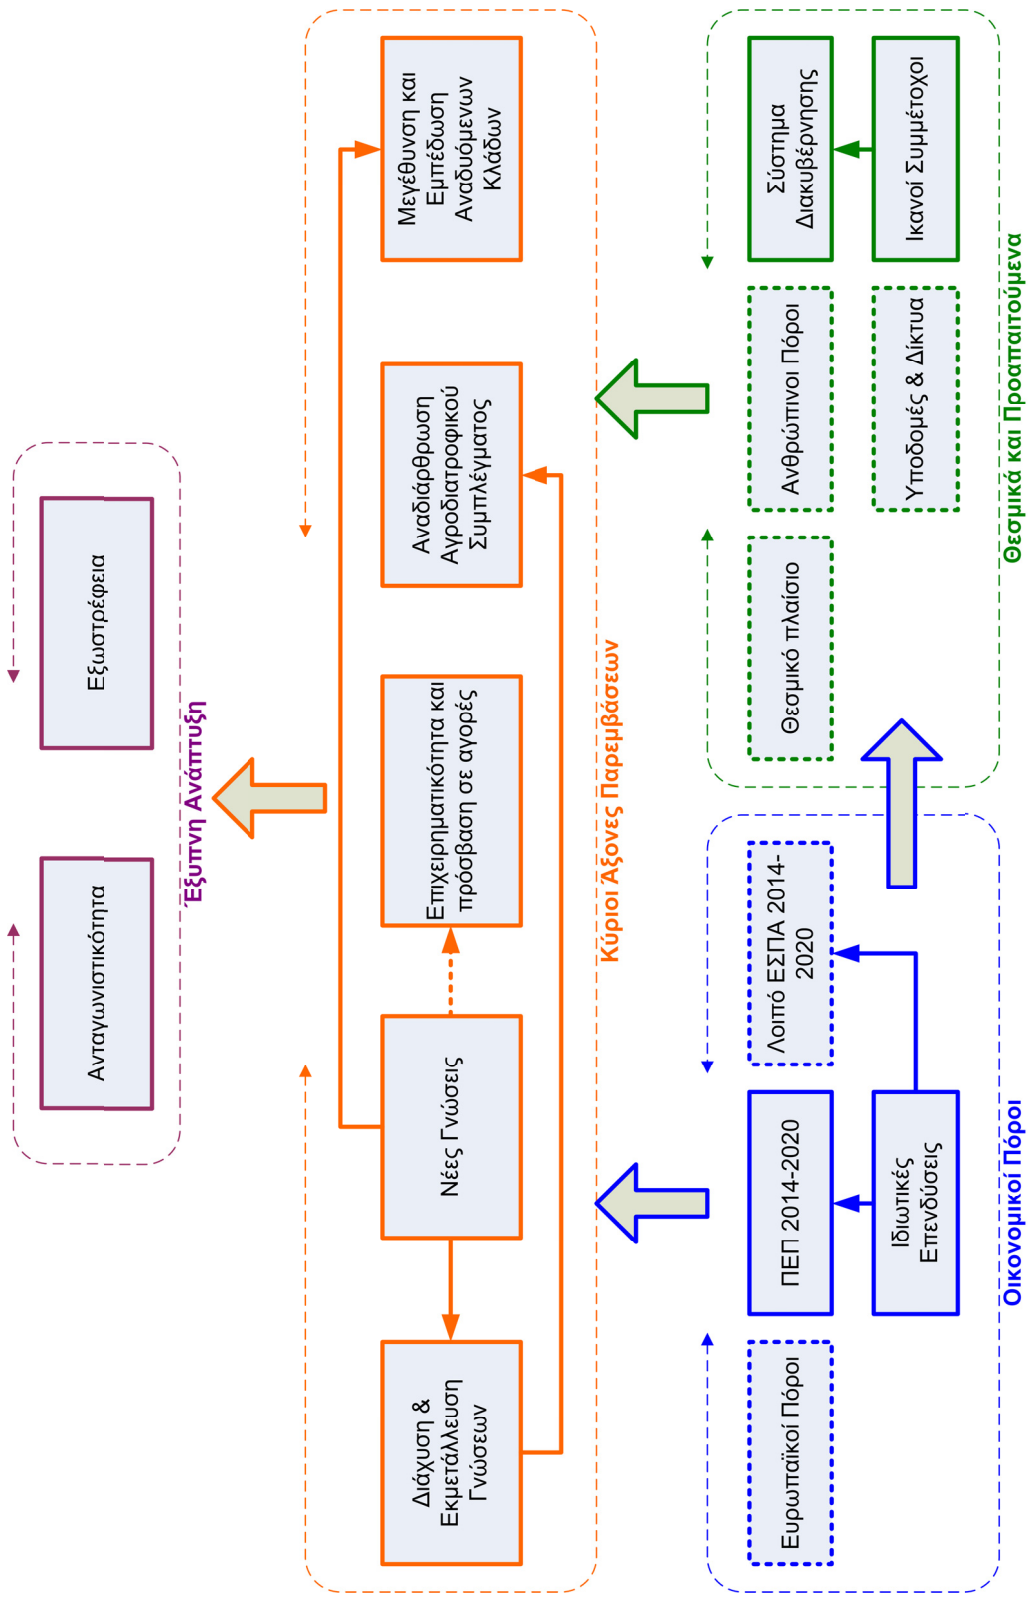 Ανταγωνιστικότητα
Εξωστρέφεια
Έξυπνη Ανάπτυξη
Διάχυση &
Εκμετάλλευση
Γνώσεων
Νέες Γνώσεις
Επιχειρηματικότητα και
πρόσβαση σε αγορές
Αναδιάρθρωση
Αγροδιατροφικού
Συμπλέγματος
Μεγέθυνση και
Εμπέδωση
Αναδυόμενων
Κλάδων
Κύριοι Άξονες Παρεμβάσεων
Ευρωπαϊκοί Πόροι
ΠΕΠ 2014-2020
Λοιπό ΕΣΠΑ 2014-
2020
Ιδιωτικές
Επενδύσεις
Οικονομικοί Πόροι
Θεσμικό πλαίσιο
Ανθρώπινοι Πόροι
Σύστημα
Διακυβέρνησης
Υποδομές & Δίκτυα
Ικανοί Συμμέτοχοι
Θεσμικά και Προαπαιτούμενα